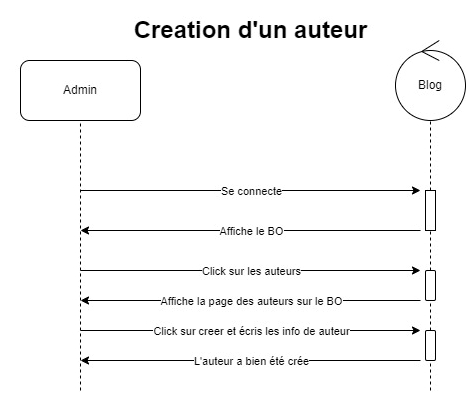 Creation d'un auteur
Admin
Blog
Se connecte
Affiche le BO
Click sur les auteurs
Affiche la page des auteurs sur le BO
Click sur creer et écris les info de auteur
L'auteur a bien été crée